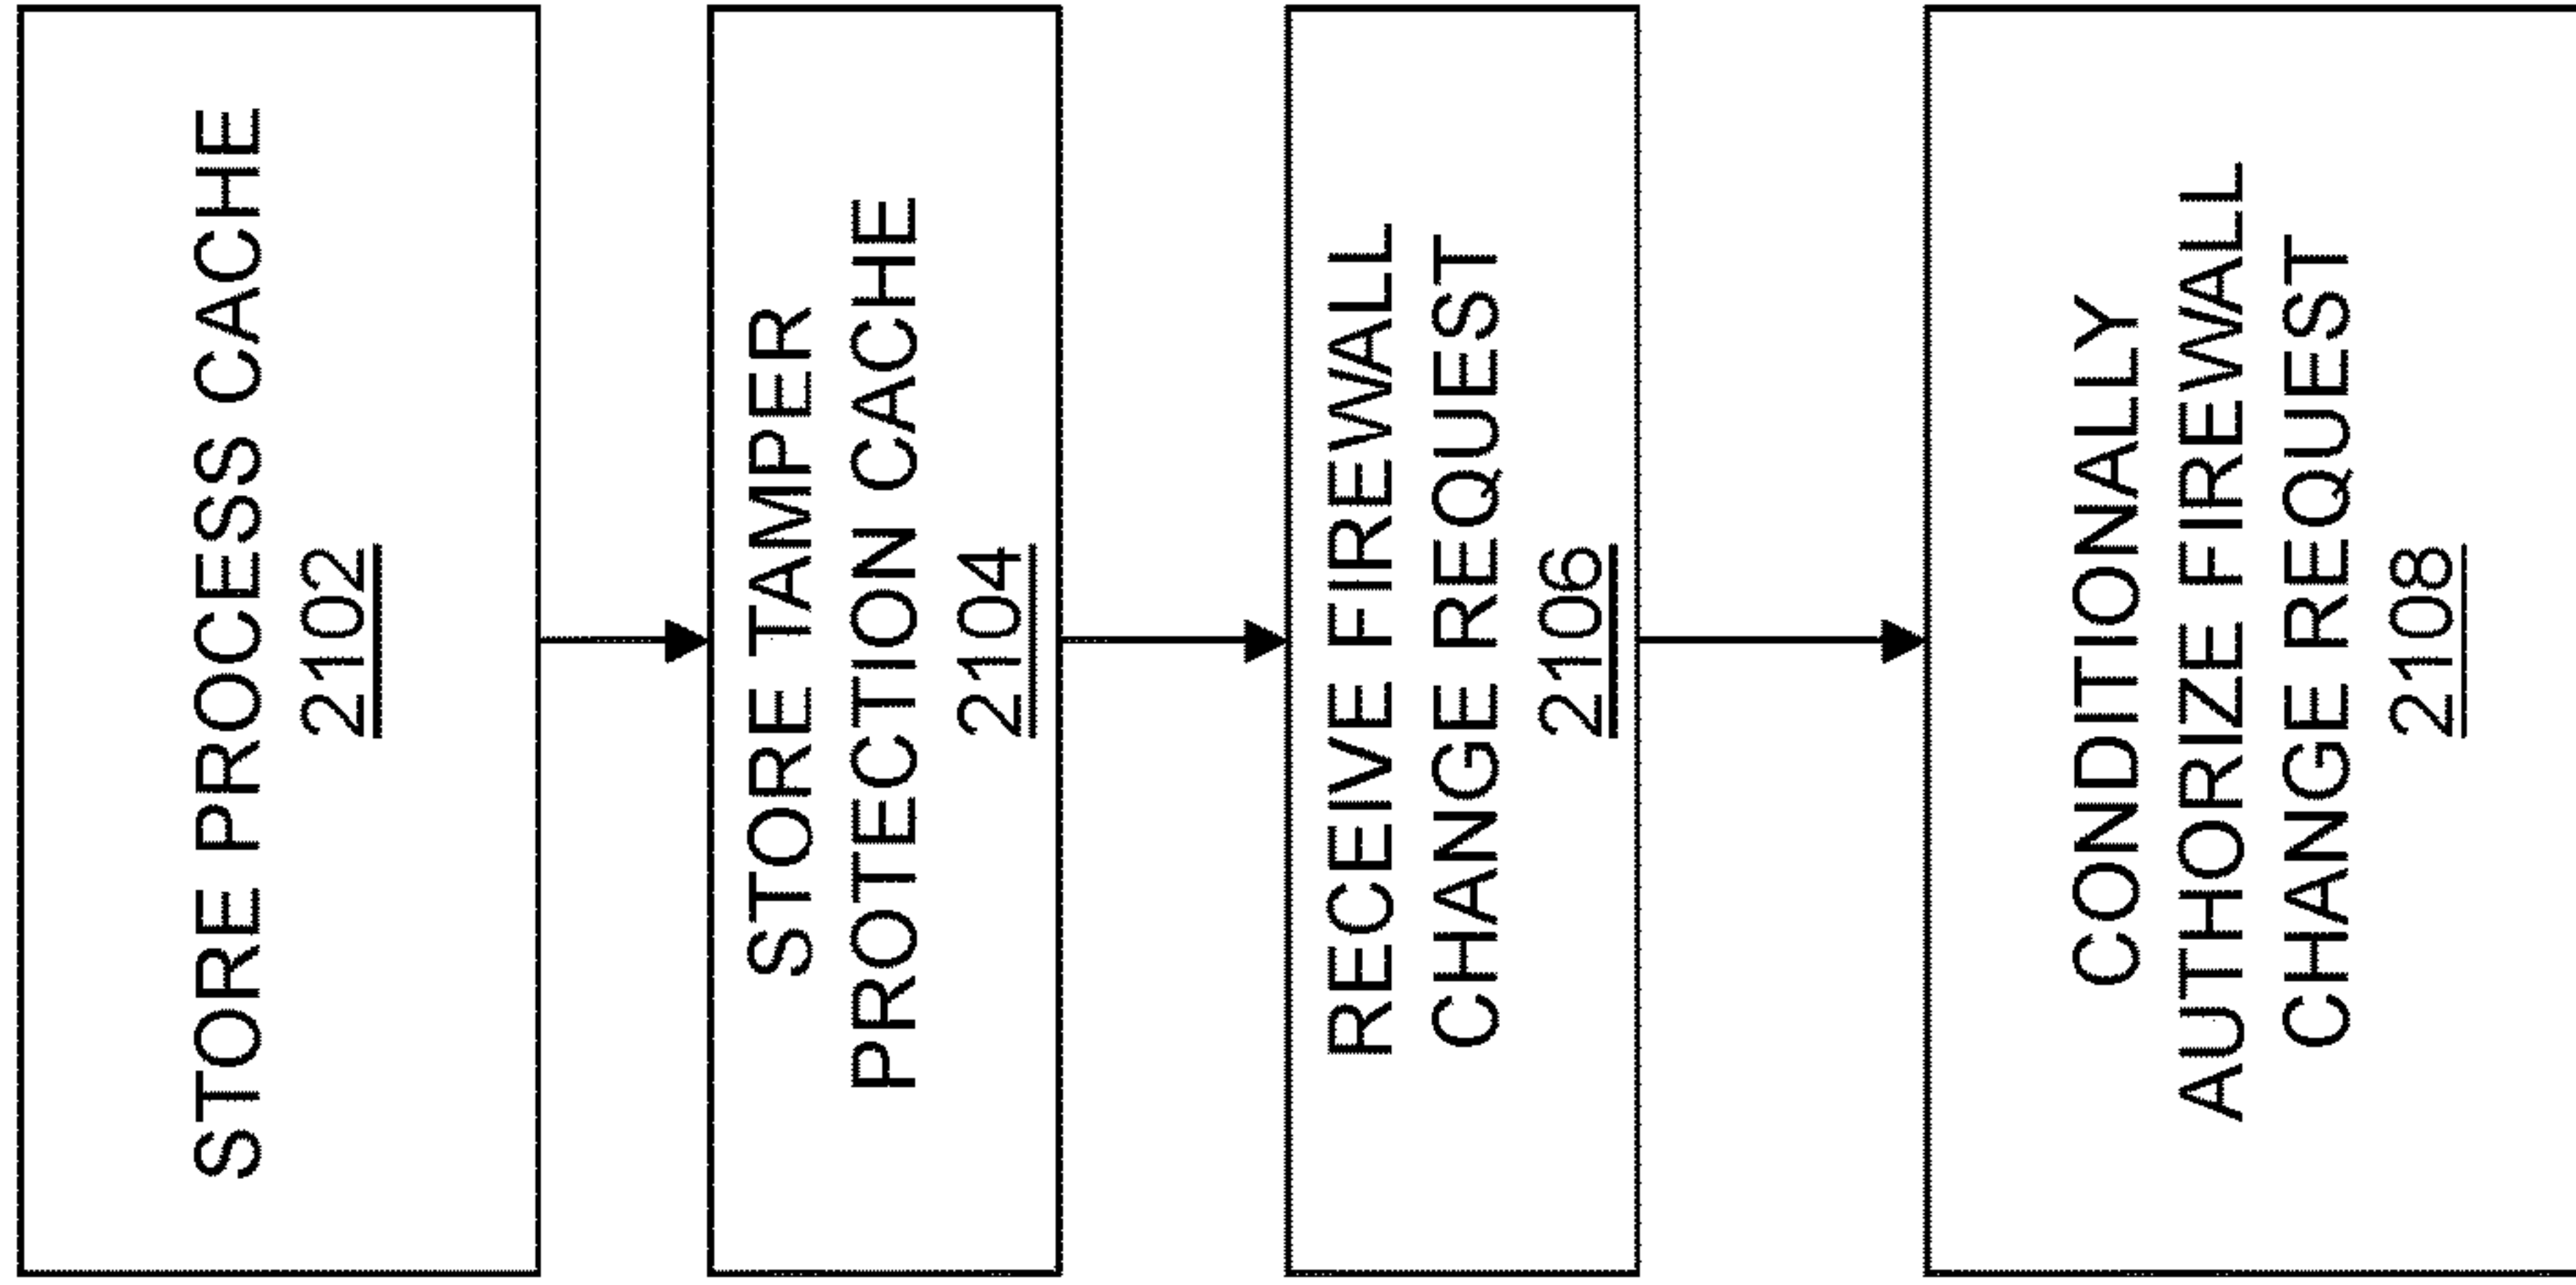 STORE PROCESS CACHE
2102
STORE TAMPER
PROTECTION CACHE
2104
RECEIVE FIREWALL
CHANGE REQUEST
2106
CONDITIONALLY
AUTHORIZE FIREWALL
CHANGE REQUEST
2108